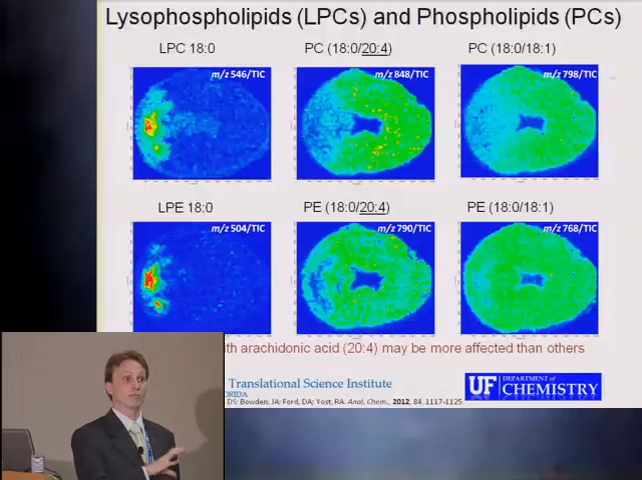 Lysophospholipids (LPCs) and Phospholipids (PCs)
LPC 18:0
PC (18:0/20:4)
PC (18:0/18:1)
m/z 546/TIC
m/z 848/TIC
m/z 798/TIC
LPE 18:0
PE (18:0/20:4)
PE (18:0/18:1)
m/z 504/TIC
m/z 790/TIC
m/z 768/TIC
arachidonic acid (20:4) may be more affected than others
Translational Science Institute
DS; Bowden, JA; Ford, DA; Yost, RA. Anal. Chem., 2012, 84, 1117-1125
UF DEPARTMENT of CHEMISTRY